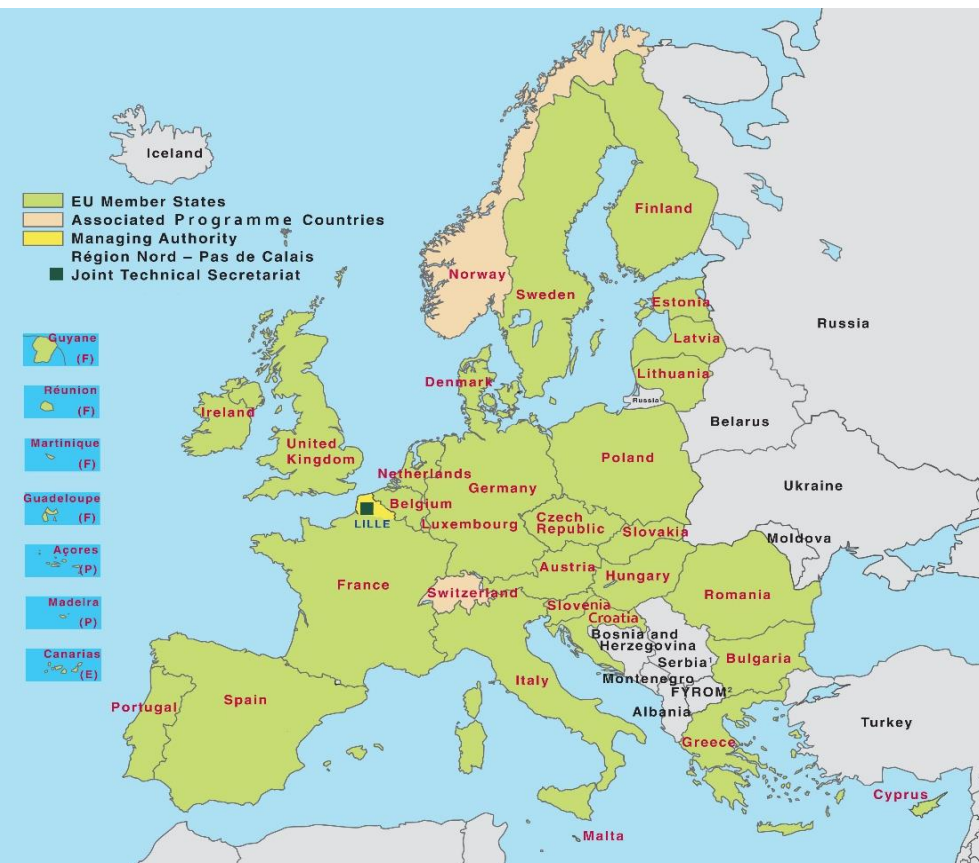 Iceland
EU Member States
Associated Programme Countries
Managing Authority
Région Nord – Pas de Calais
Joint Technical Secretariat
Finland
Norway
Sweden
Estonia
Russia
Latvia
Guyane
(F)
Lithuania
Denmark
Réunion
(F)
Russia
Ireland
Belarus
Martinique
(F)
United
Kingdom
Poland
Netherlands
Germany
Ukraine
Guadeloupe
(F)
Belgium
LILLE
Luxembourg
Czech
Republic
Slovakia
Moldova
Açores
(P)
Austria
Hungary
France
Switzerland
Romania
Madeira
(P)
Slovenia
Croatia
Bosnia and
Herzegovina
Serbia¹
Bulgaria
Canarias
(E)
Italy
Montenegro
FYROM²
Portugal
Spain
Albania
Turkey
Greece
Cyprus
Malta